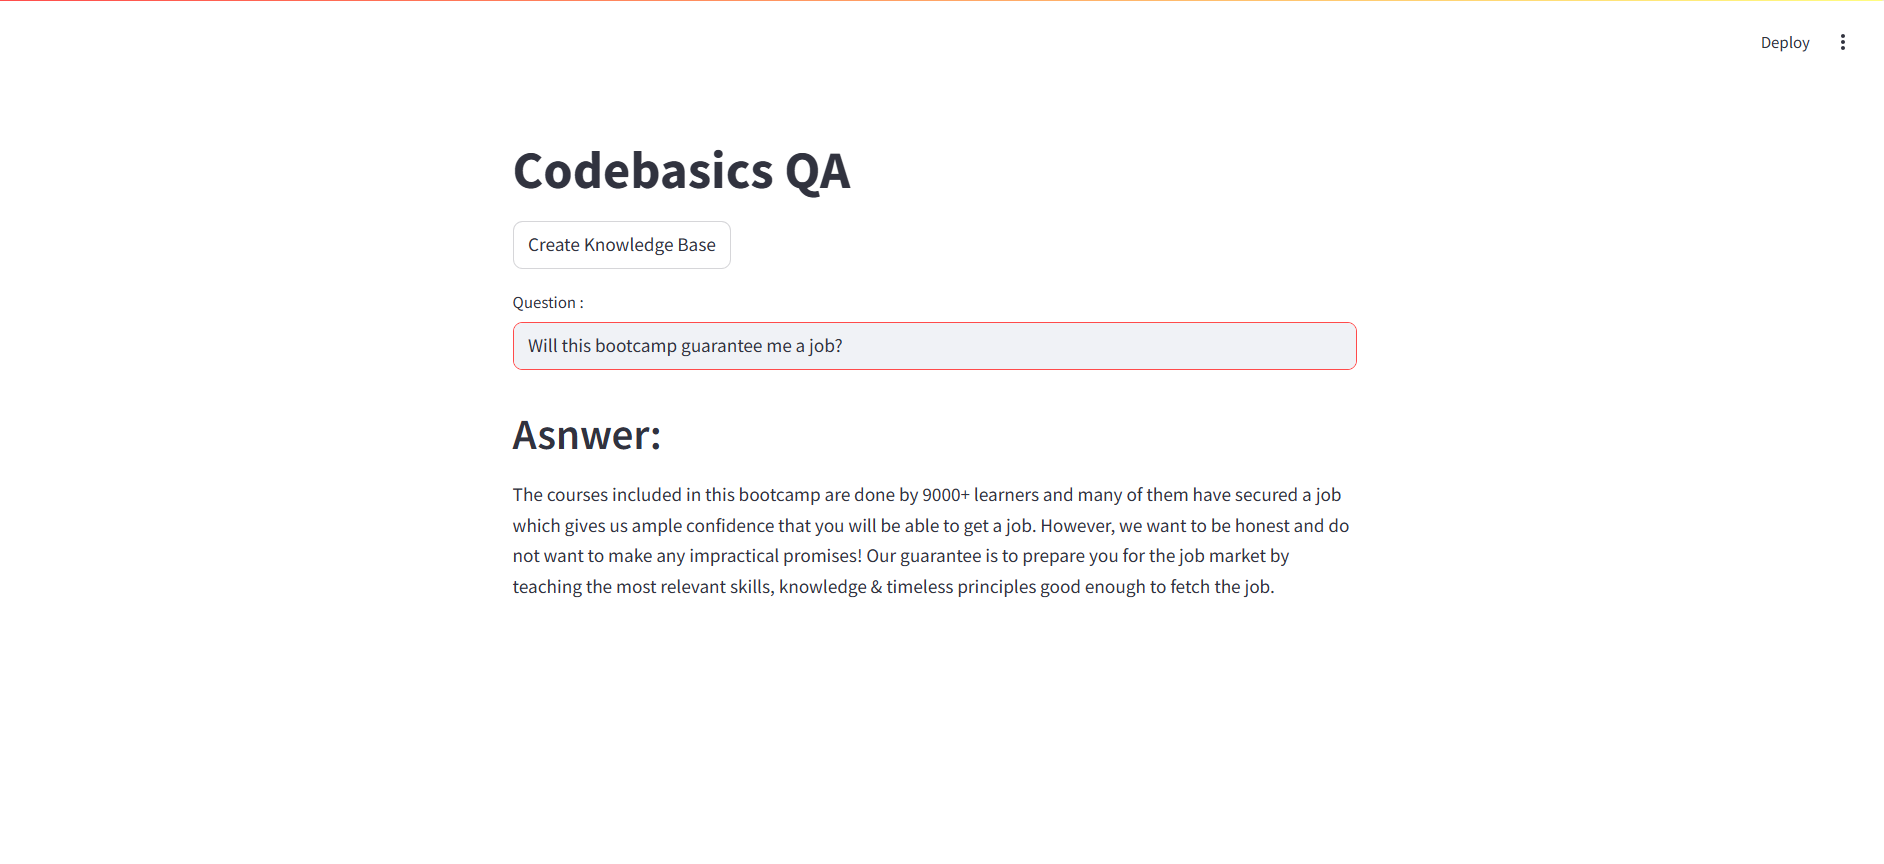 Deploy
Codebasics QA
Create Knowledge Base
Question :
Will this bootcamp guarantee me a job?
Asnwer:
The courses included in this bootcamp are done by 9000+ learners and many of them have secured a job
which gives us ample confidence that you will be able to get a job. However, we want to be honest and do
not want to make any impractical promises! Our guarantee is to prepare you for the job market by
teaching the most relevant skills, knowledge & timeless principles good enough to fetch the job.